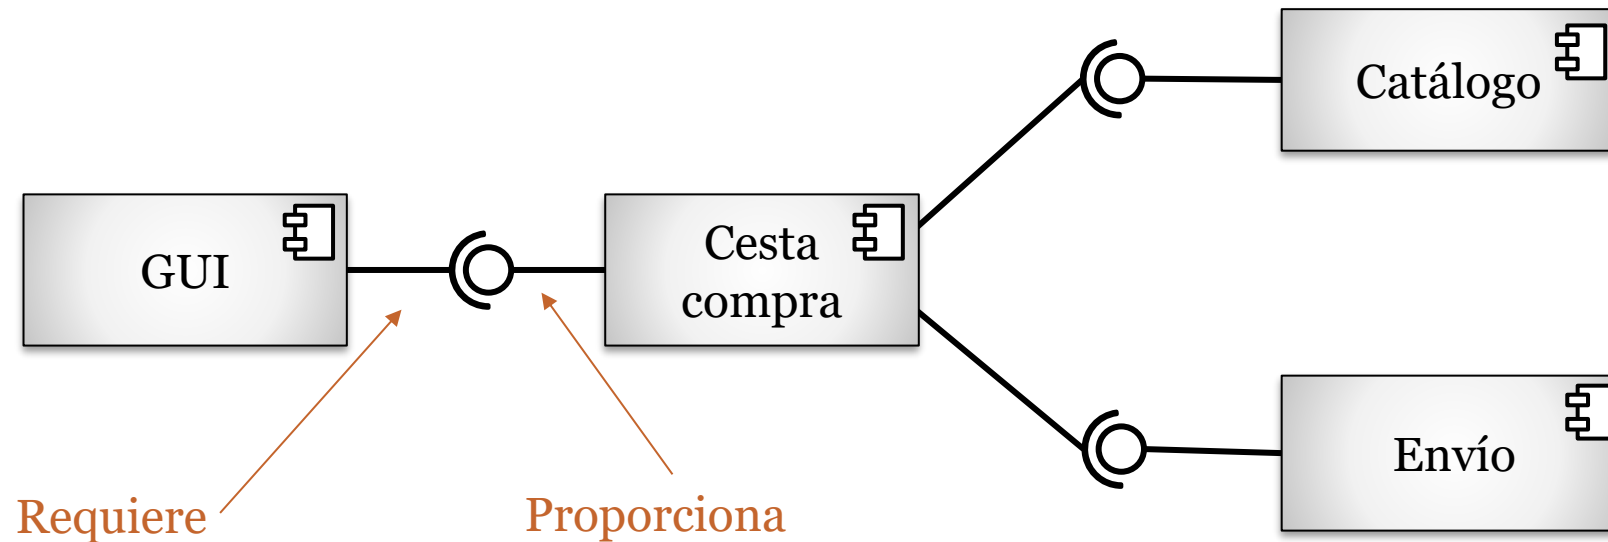 Catálogo
GUI
Cesta
compra
Envío
Requiere
Proporciona